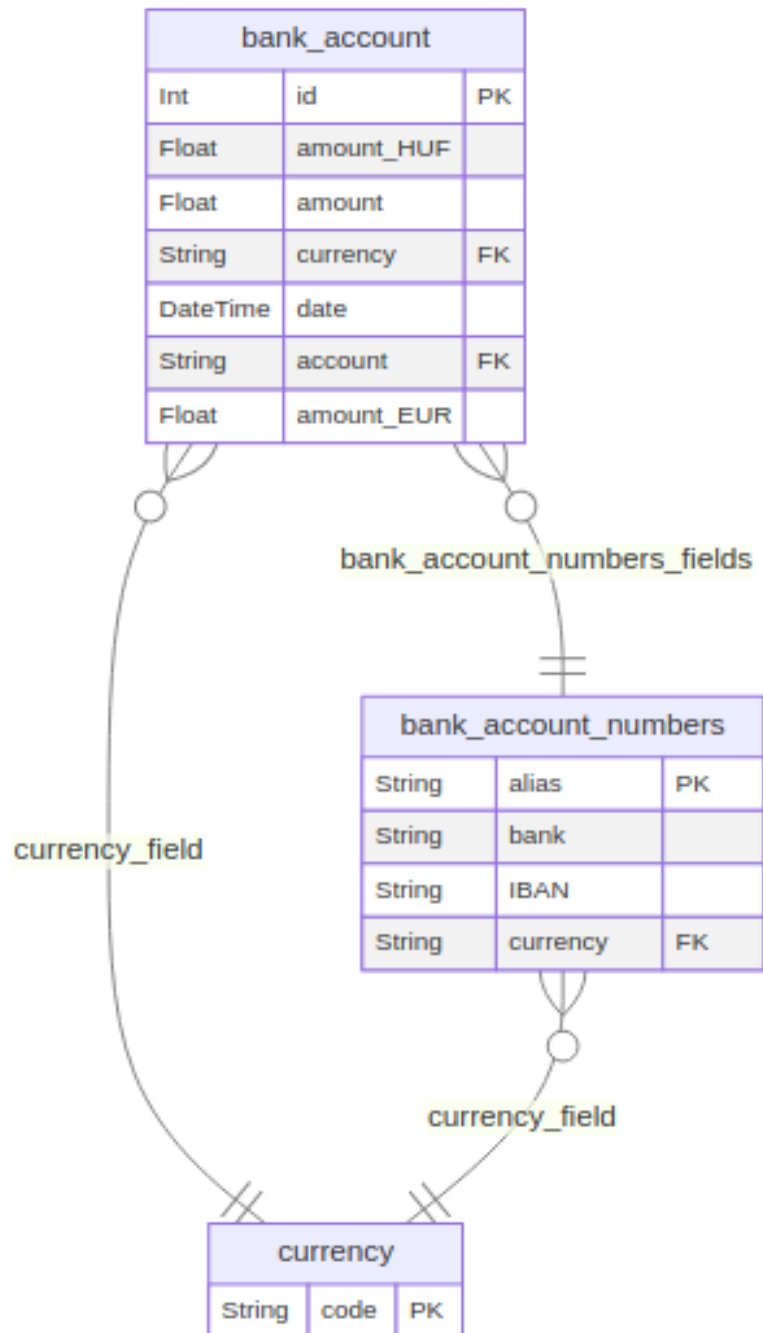 bank_account
Int id PK
Float amount_HUF
Float amount
String currency FK
DateTime date
String account FK
Float amount_EUR
bank_account_numbers_fields
bank_account_numbers
String alias PK
String bank
String IBAN
String currency FK
currency_field
currency_field
currency
String code PK